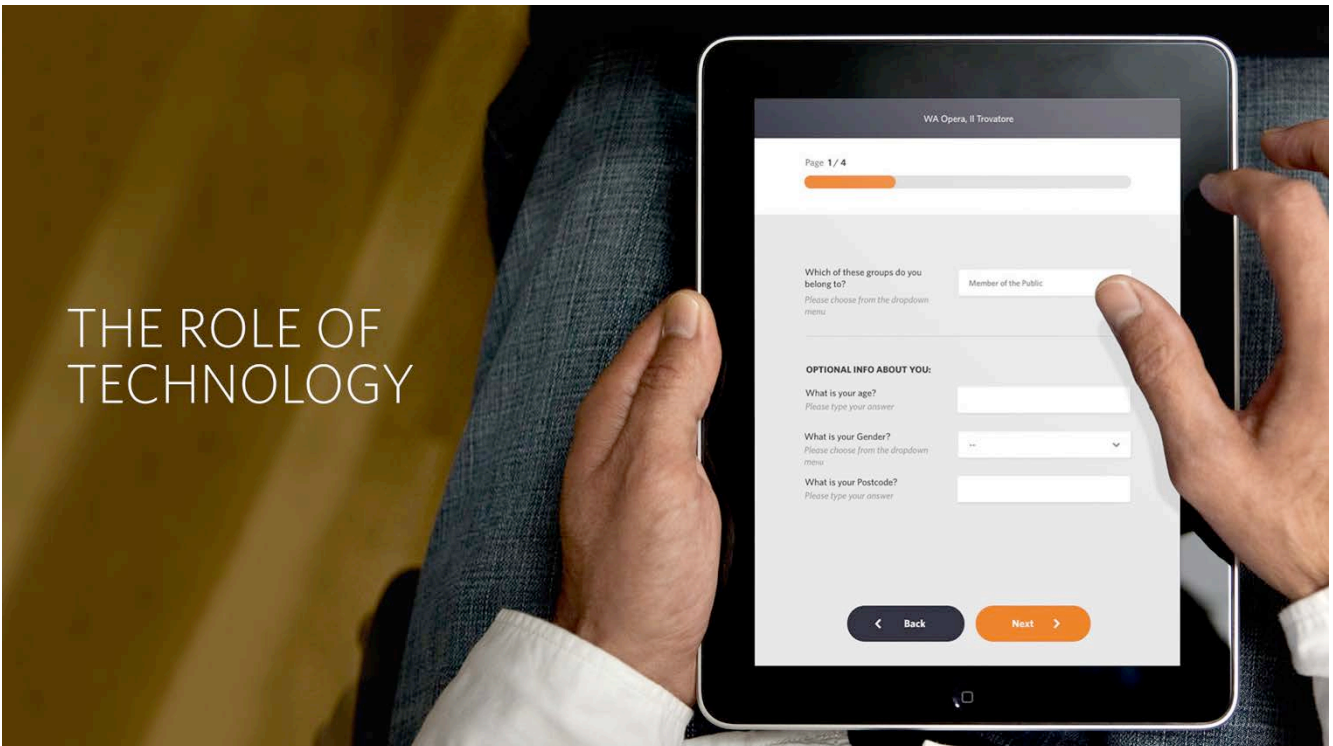 THE ROLE OF
TECHNOLOGY
WA Opera, Il Trovatore
Page 1 / 4
Which of these groups do you
belong to?
Please choose from the dropdown
menu
Member of the Public
OPTIONAL INFO ABOUT YOU:
What is your age?
Please type your answer
What is your Gender?
Please choose from the dropdown
menu
--
What is your Postcode?
Please type your answer
Back
Next